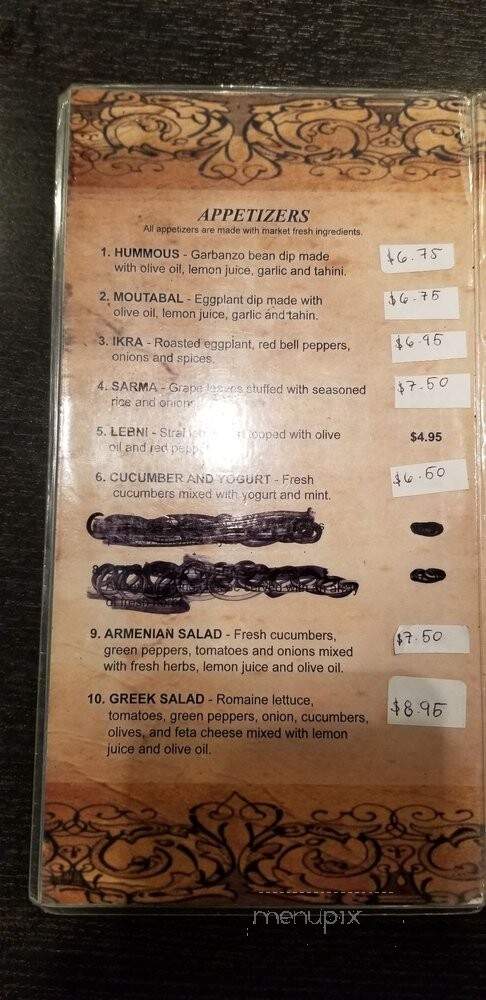 APPETIZERS
All appetizers are made with market fresh ingredients.
1. HUMMOUS - Garbanzo bean dip made $6.75
with olive oil, lemon juice, garlic and tahini.
2. MOUTABAL - Eggplant dip made with $6.75
olive oil, lemon juice, garlic and tahin.
3. IKRA - Roasted eggplant, red bell peppers, $6.95
onions and spices.
4. SARMA - Grape leaves stuffed with seasoned $7.50
rice and onions
5. LEBNI - topped with olive $4.95
oil and red
6. CUCUMBER AND YOGURT - Fresh $6.50
cucumbers mixed with yogurt and mint.
9. ARMENIAN SALAD - Fresh cucumbers, $7.50
green peppers, tomatoes and onions mixed
with fresh herbs, lemon juice and olive oil.
10. GREEK SALAD - Romaine lettuce, $8.95
tomatoes, green peppers, onion, cucumbers,
olives, and feta cheese mixed with lemon
juice and olive oil.
menupix